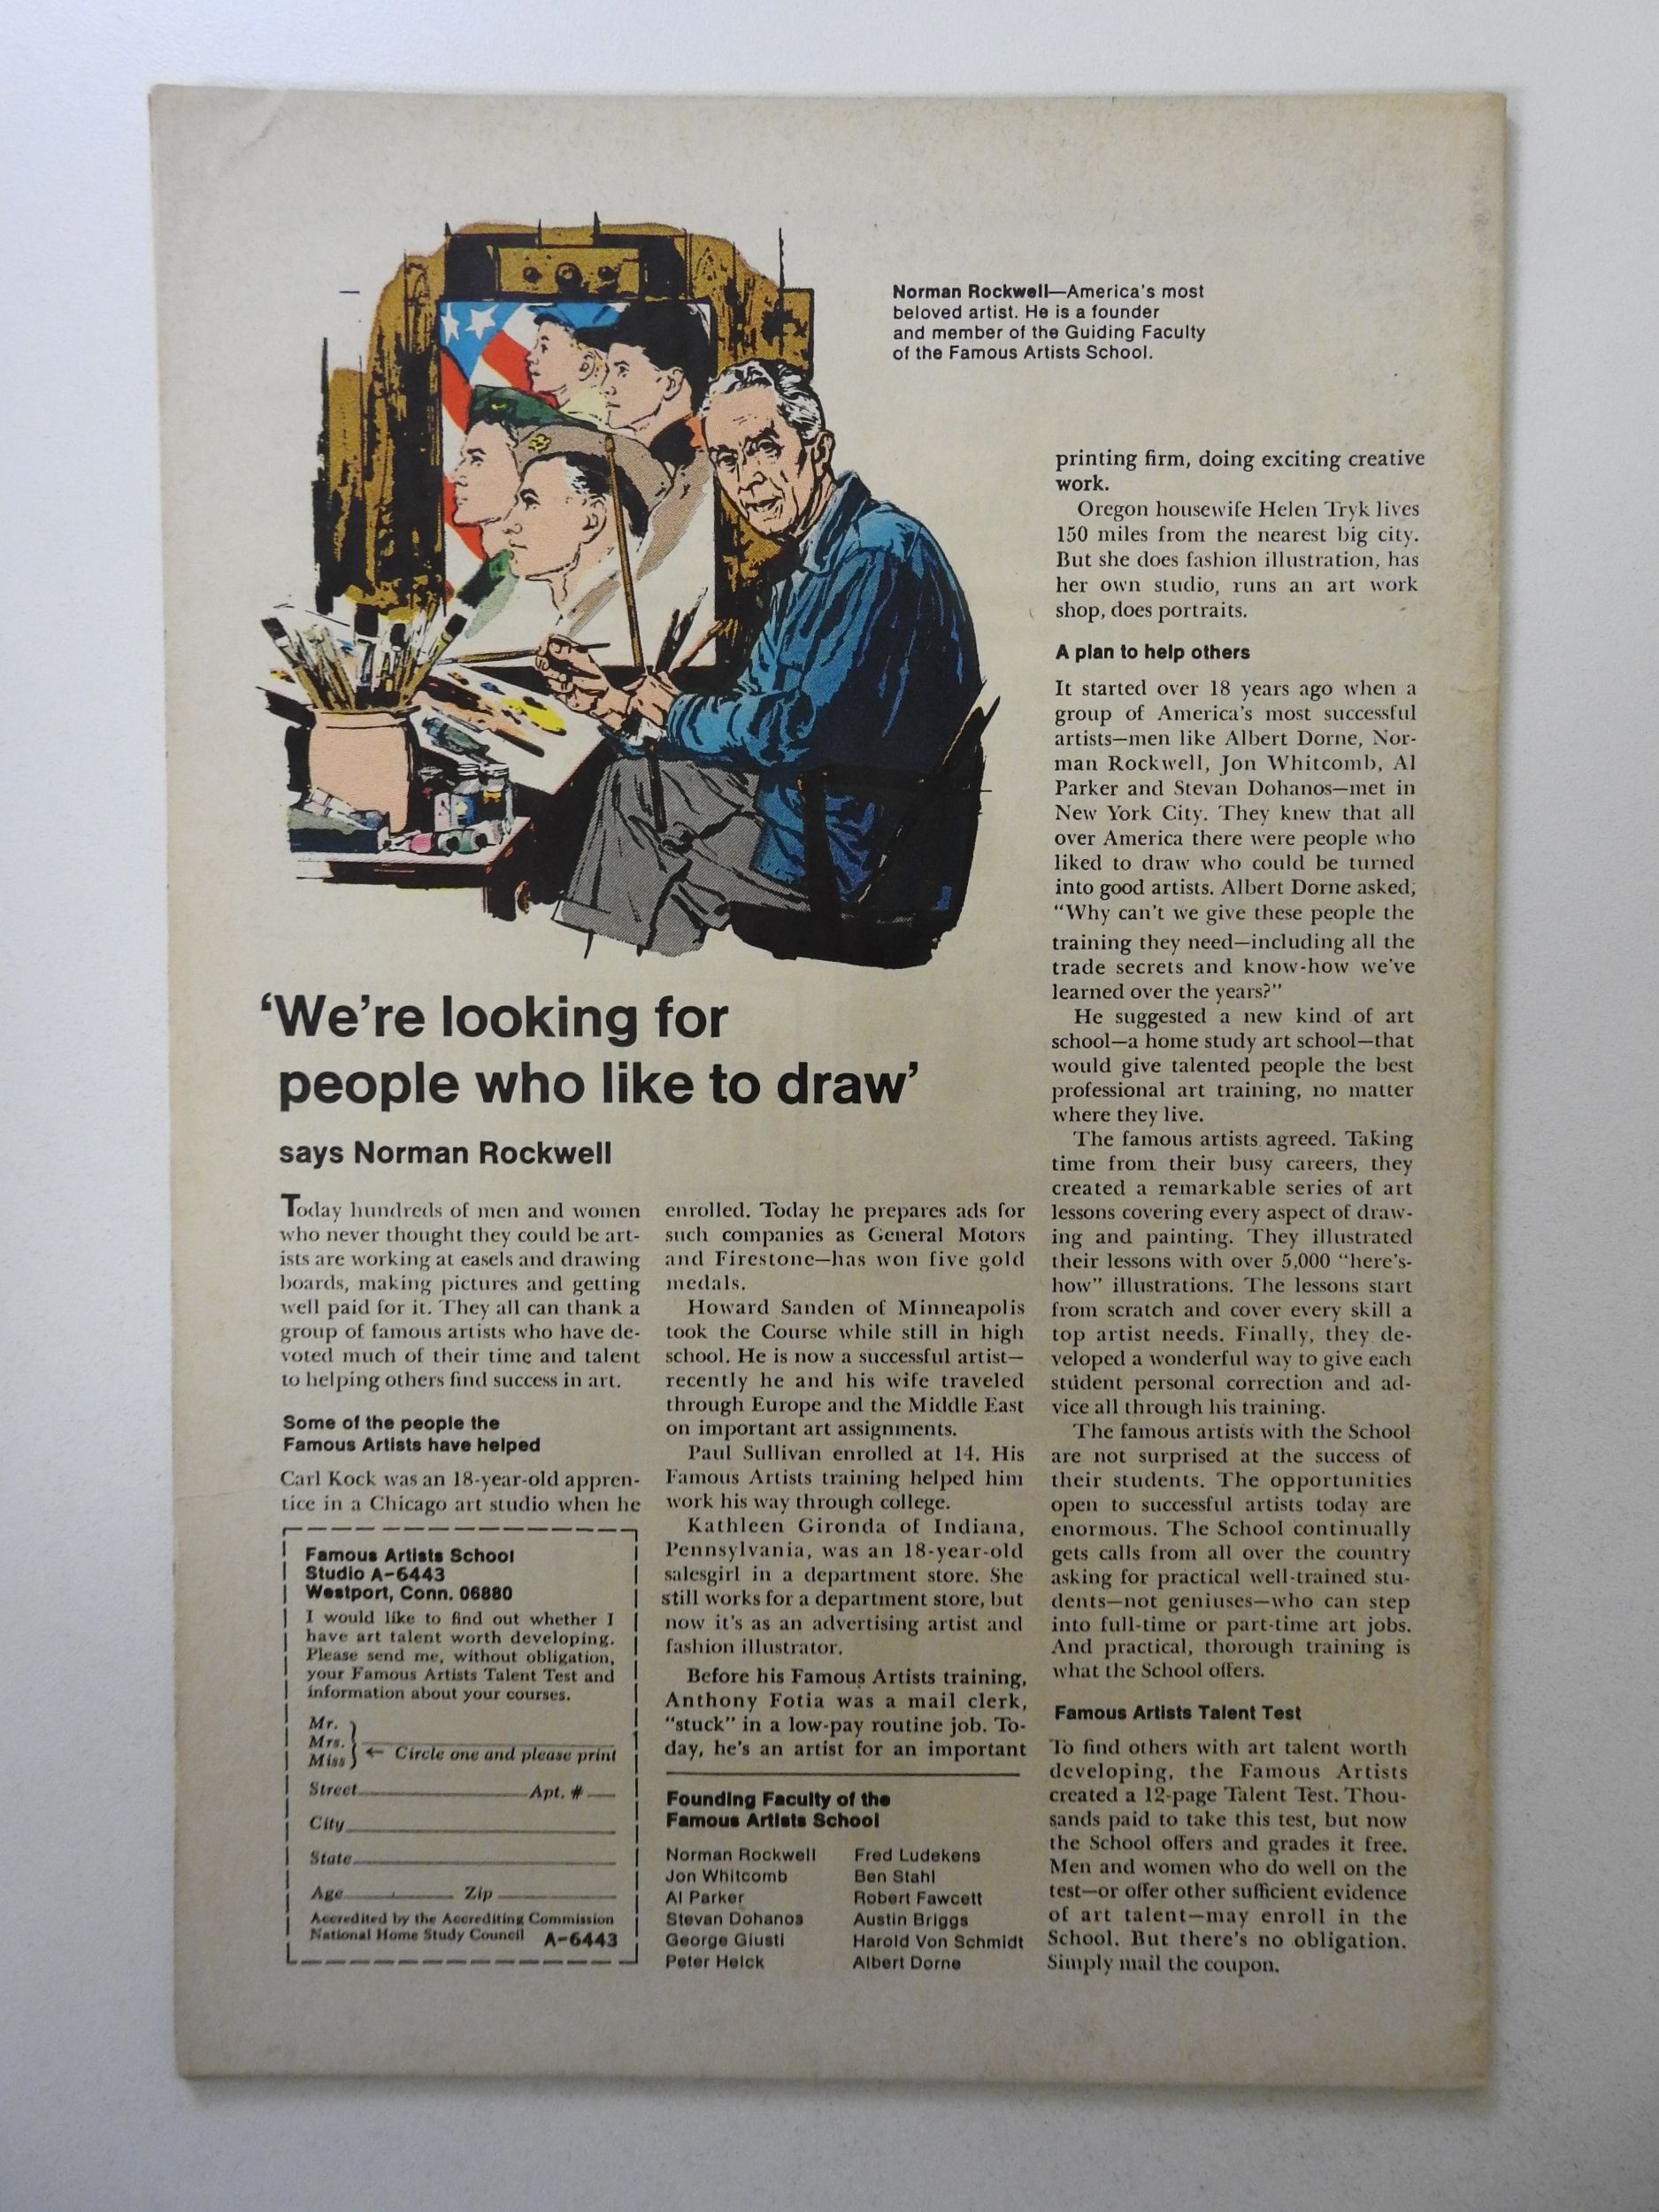 Norman Rockwell—America's most
beloved artist. He is a founder
and member of the Guiding Faculty
of the Famous Artists School.
'We're looking for
people who like to draw'
says Norman Rockwell
Today hundreds of men and women
who never thought they could be art-
ists are working at easels and drawing
boards, making pictures and getting
well paid for it. They all can thank a
group of famous artists who have de-
voted much of their time and talent
to helping others find success in art.
Some of the people the
Famous Artists have helped
Carl Kock was an 18-year-old appren-
tice in a Chicago art studio when he
enrolled. Today he prepares ads for
such companies as General Motors
and Firestone—has won five gold
medals.
Howard Sanden of Minneapolis
took the Course while still in high
school. He is now a successful artist—
recently he and his wife traveled
through Europe and the Middle East
on important art assignments.
Paul Sullivan enrolled at 14. His
Famous Artists training helped him
work his way through college.
Kathleen Gironda of Indiana,
Pennsylvania, was an 18-year-old
salesgirl in a department store. She
still works for a department store, but
now it's as an advertising artist and
fashion illustrator.
Before his Famous Artists training,
Anthony Fotia was a mail clerk,
"stuck" in a low-pay routine job. To-
day, he's an artist for an important
printing firm, doing exciting creative
work.
Oregon housewife Helen Tryk lives
150 miles from the nearest big city.
But she does fashion illustration, has
her own studio, runs an art work
shop, does portraits.
A plan to help others
It started over 18 years ago when a
group of America's most successful
artists—men like Albert Dorne, Nor-
man Rockwell, Jon Whitcomb, Al
Parker and Stevan Dohanos—met in
New York City. They knew that all
over America there were people who
liked to draw who could be turned
into good artists. Albert Dorne asked,
"Why can't we give these people the
training they need—including all the
trade secrets and know-how we've
learned over the years?"
He suggested a new kind of art
school—a home study art school—that
would give talented people the best
professional art training, no matter
where they live.
The famous artists agreed. Taking
time from their busy careers, they
created a remarkable series of art
lessons covering every aspect of draw-
ing and painting. They illustrated
their lessons with over 5,000 "here's-
how" illustrations. The lessons start
from scratch and cover every skill a
top artist needs. Finally, they de-
veloped a wonderful way to give each
student personal correction and ad-
vice all through his training.
The famous artists with the School
are not surprised at the success of
their students. The opportunities
open to successful artists today are
enormous. The School continually
gets calls from all over the country
asking for practical well-trained stu-
dents—not geniuses—who can step
into full-time or part-time art jobs.
And practical, thorough training is
what the School offers.
Famous Artists Talent Test
To find others with art talent worth
developing, the Famous Artists
created a 12-page Talent Test. Thou-
sands paid to take this test, but now
the School offers and grades it free.
Men and women who do well on the
test—or offer other sufficient evidence
of art talent—may enroll in the
School. But there's no obligation.
Simply mail the coupon.
Famous Artists School
Studio A-6443
Westport, Conn. 06880
I would like to find out whether I
have art talent worth developing.
Please send me, without obligation,
your Famous Artists Talent Test and
information about your courses.
Mr.
Mrs.
Miss
← Circle one and please print
Street Apt. #
City
State
Age Zip
Accredited by the Accrediting Commission
National Home Study Council A-6443
Founding Faculty of the
Famous Artists School
Norman Rockwell
Jon Whitcomb
Al Parker
Stevan Dohanos
George Giusti
Peter Helck
Fred Ludekens
Ben Stahl
Robert Fawcett
Austin Briggs
Harold Von Schmidt
Albert Dorne